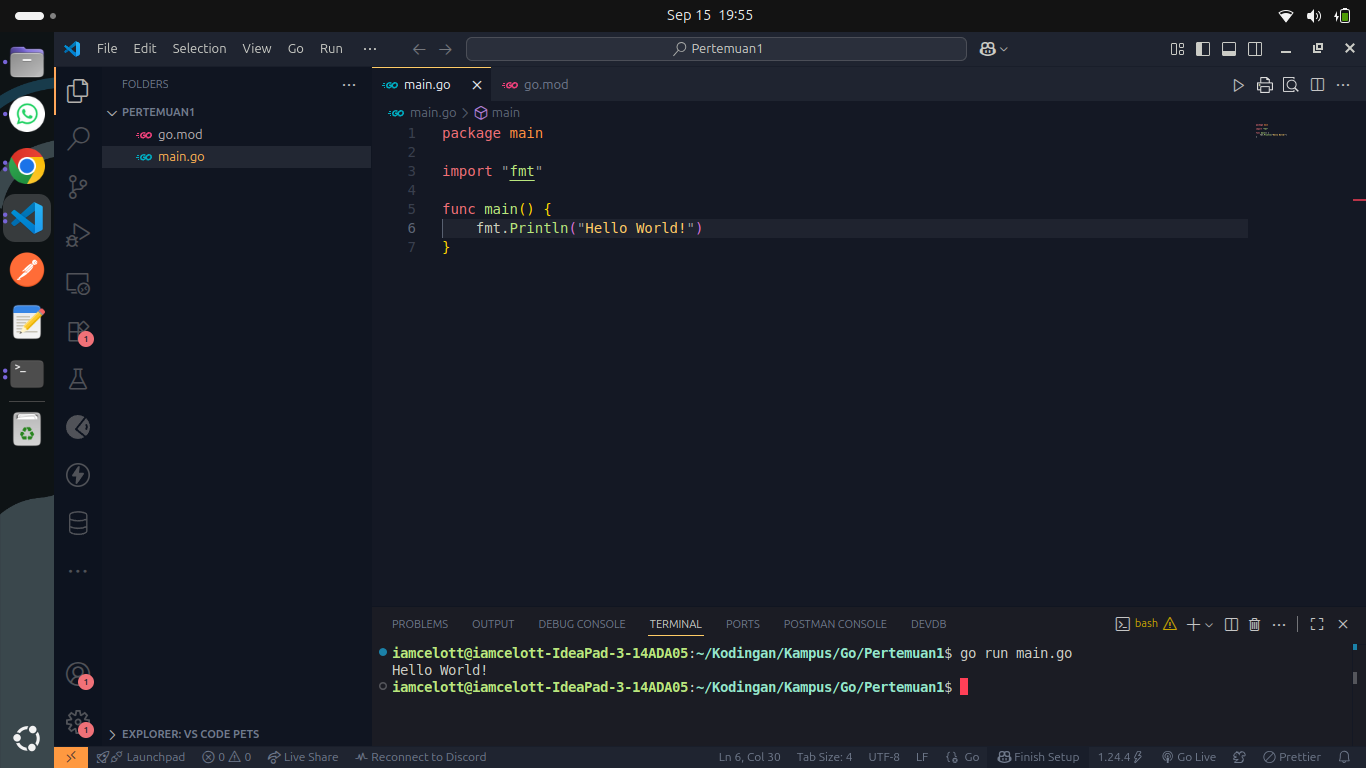 Sep 15 19:55
File Edit Selection View Go Run ··· Pertemuan1
FOLDERS ···
main.go go.mod
PERTEMUAN1
main.go > main
go.mod
main.go
1 package main
2
3 import "fmt"
4
5 func main() {
6 fmt.Println("Hello World!")
7 }
1
PROBLEMS OUTPUT DEBUG CONSOLE TERMINAL PORTS POSTMAN CONSOLE DEVDB
bash
iamcelott@iamcelott-IdeaPad-3-14ADA05:~/Kodingan/Kampus/Go/Pertemuan1$ go run main.go
Hello World!
iamcelott@iamcelott-IdeaPad-3-14ADA05:~/Kodingan/Kampus/Go/Pertemuan1$
1
1
EXPLORER: VS CODE PETS
Launchpad 0 0 Live Share Reconnect to Discord Ln 6, Col 30 Tab Size: 4 UTF-8 LF {} Go Finish Setup 1.24.4 Go Live Prettier